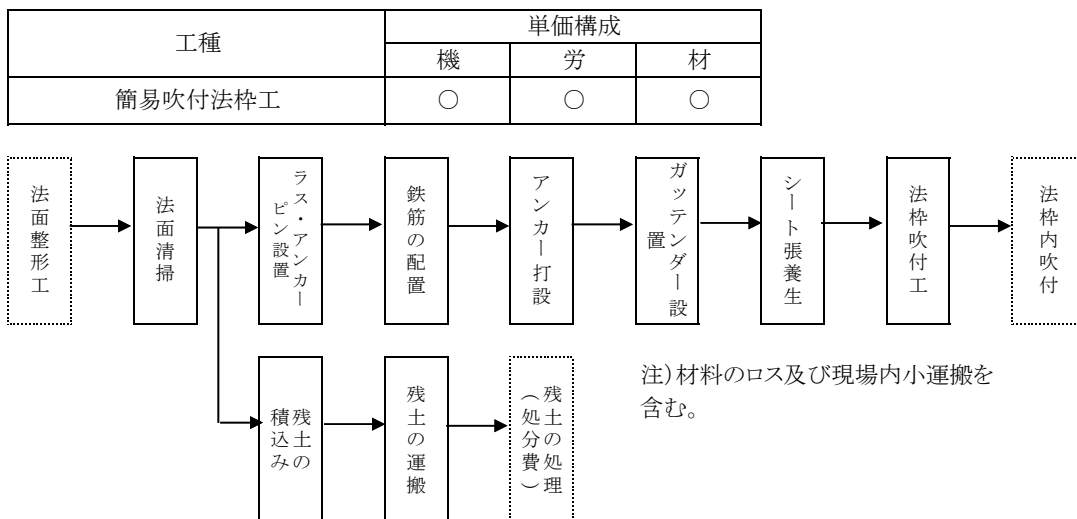 工種
単価構成
機
労
材
簡易吹付法枠工
○
○
○
法面整形工
法面清掃
ラス・アンカー
ピン設置
鉄筋の配置
アンカー打設
ガッテンダー設
置
シート張養生
法枠吹付工
法枠内吹付
残土の
積込み
残土の運搬
残土の処理
（処分費）
注）材料のロス及び現場内小運搬を
含む。